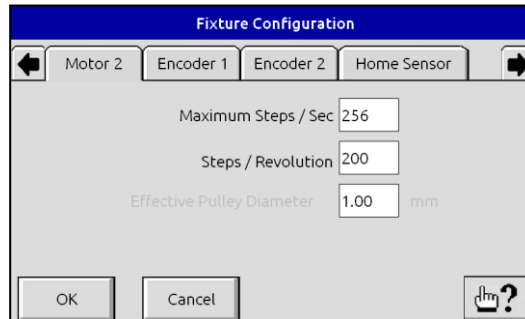 Fixture Configuration
Motor 2 Encoder 1 Encoder 2 Home Sensor
Maximum Steps / Sec 256
Steps / Revolution 200
Effective Pulley Diameter 1.00 mm
OK Cancel ?